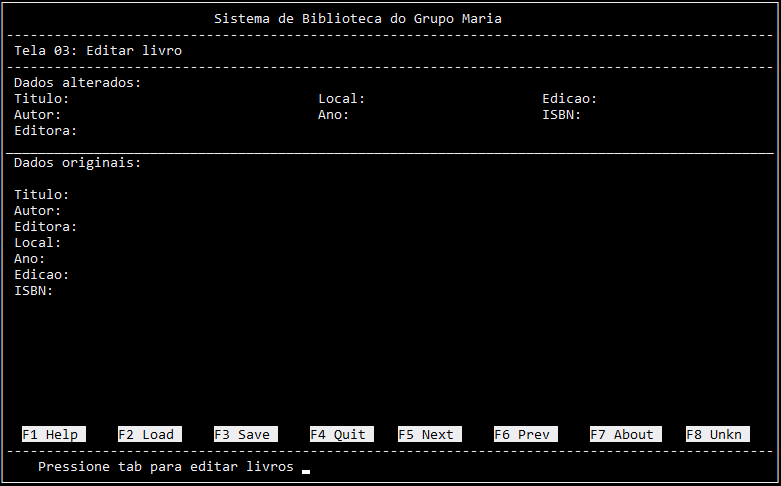 Sistema de Biblioteca do Grupo Maria
Tela 03: Editar livro
Dados alterados:
Titulo: Local: Edicao:
Autor: Ano: ISBN:
Editora:
Dados originais:
Titulo:
Autor:
Editora:
Local:
Ano:
Edicao:
ISBN:
F1 Help F2 Load F3 Save F4 Quit F5 Next F6 Prev F7 About F8 Unkn
Pressione tab para editar livros